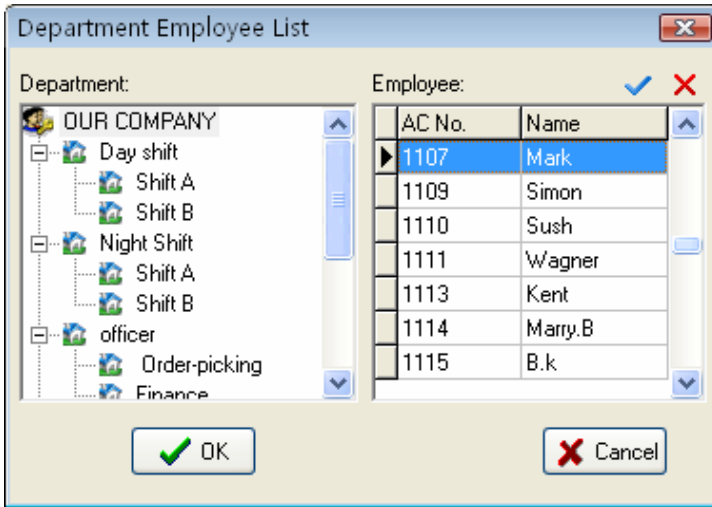 Department Employee List
Department:
OUR COMPANY
Day shift
Shift A
Shift B
Night Shift
Shift A
Shift B
officer
Order-picking
Finance
Employee:
AC No. Name
1107 Mark
1109 Simon
1110 Sush
1111 Wagner
1113 Kent
1114 Marry.B
1115 B.k
OK
Cancel